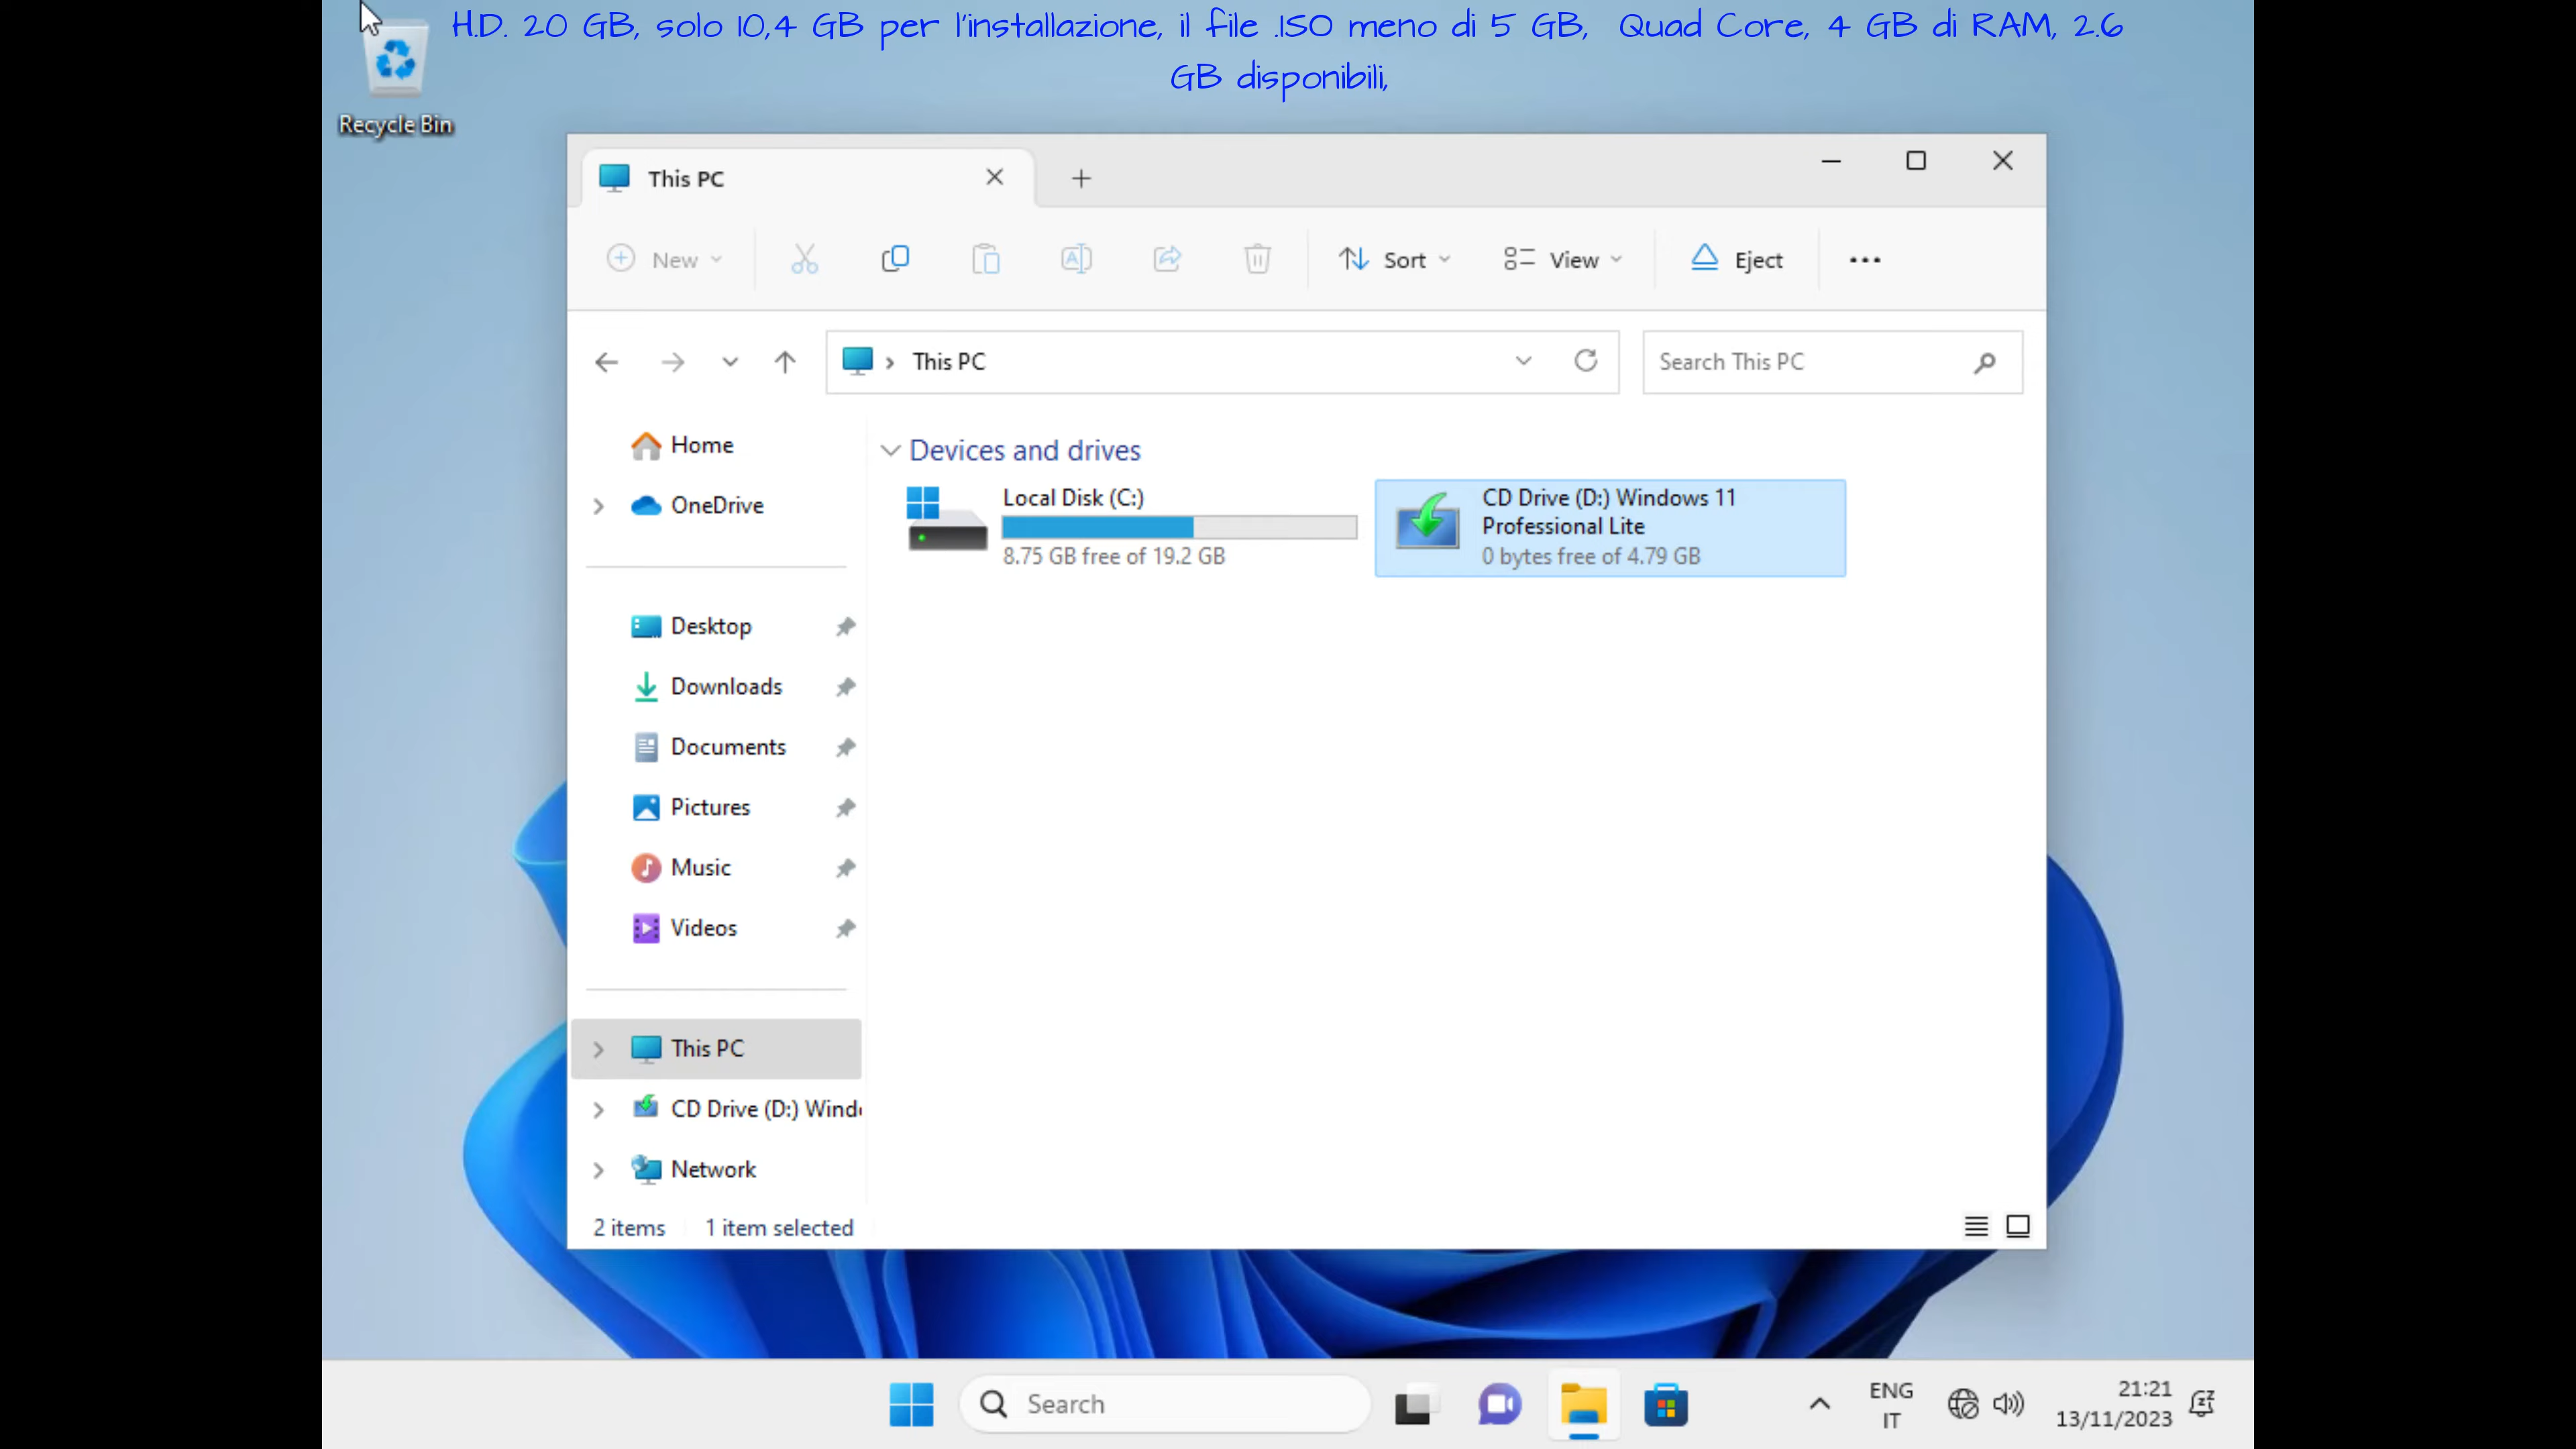 H.D. 20 GB, solo 10,4 GB per l'installazione, il file .ISO meno di 5 GB, Quad Core, 4 GB di RAM, 2.6
GB disponibili,
Recycle Bin
This PC
New
Sort
View
Eject
This PC
Search This PC
Home
OneDrive
Desktop
Downloads
Documents
Pictures
Music
Videos
This PC
CD Drive (D:) Wind
Network
Devices and drives
Local Disk (C:)
8.75 GB free of 19.2 GB
CD Drive (D:) Windows 11
Professional Lite
0 bytes free of 4.79 GB
2 items
1 item selected
Search
ENG
IT
21:21
13/11/2023